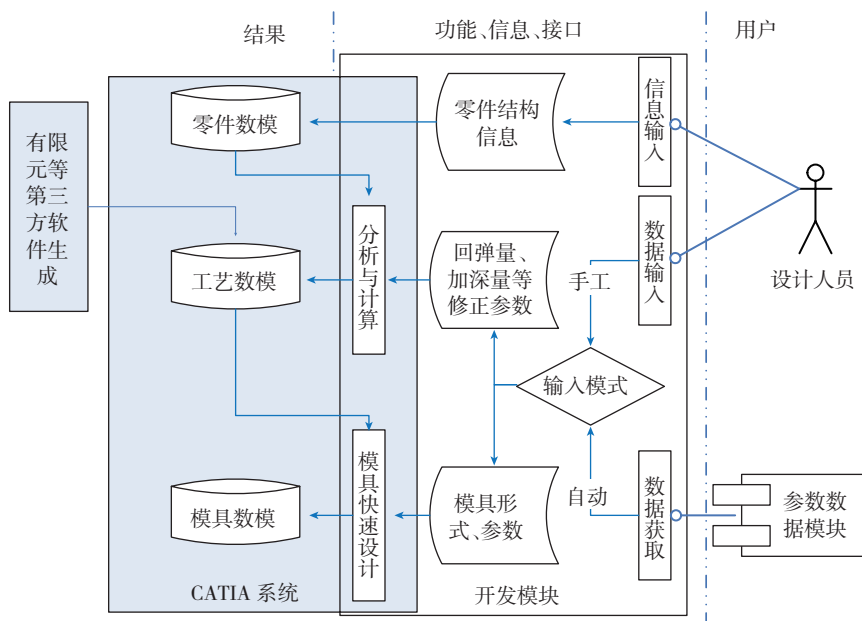 结果
功能、信息、接口
用户
有限
元等
第三
方软
件生
成
零件数模
零件结构
信息
信息输入
工艺数模
分析与计算
回弹量、
加深量等
修正参数
手工
数据输入
设计人员
输入模式
模具数模
模具快速设计
模具形
式、参数
自动
数据获取
参数数
据模块
CATIA 系统
开发模块